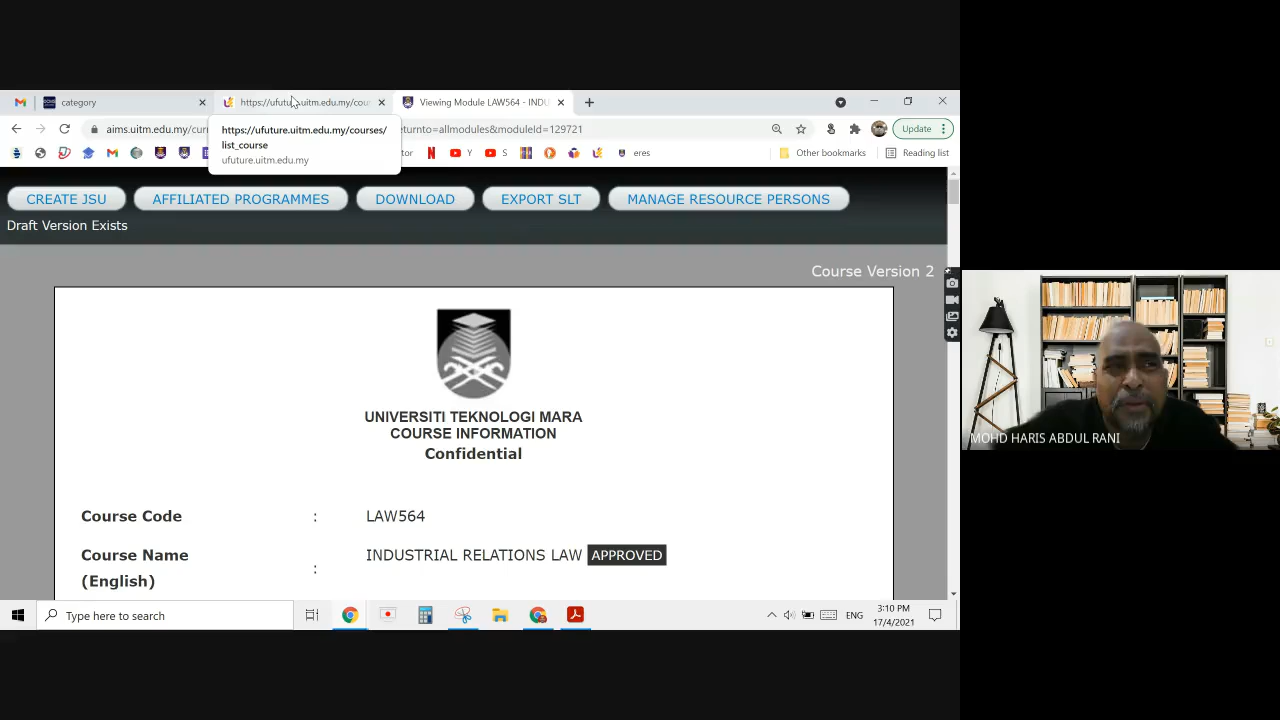 category
https://ufuture.uitm.edu.my/cour
Viewing Module LAW564 - INDU
aims.uitm.edu.my/curr
eturnto=allmodules&moduleId=129721
Update
https://ufuture.uitm.edu.my/courses/
list_course
ufuture.uitm.edu.my
tor
Y
S
eres
Other bookmarks
Reading list
CREATE JSU
AFFILIATED PROGRAMMES
DOWNLOAD
EXPORT SLT
MANAGE RESOURCE PERSONS
Draft Version Exists
Course Version 2
UNIVERSITI TEKNOLOGI MARA
COURSE INFORMATION
Confidential
Course Code : LAW564
Course Name
(English) : INDUSTRIAL RELATIONS LAW APPROVED
MOHD HARIS ABDUL RANI
Type here to search
ENG
3:10 PM
17/4/2021